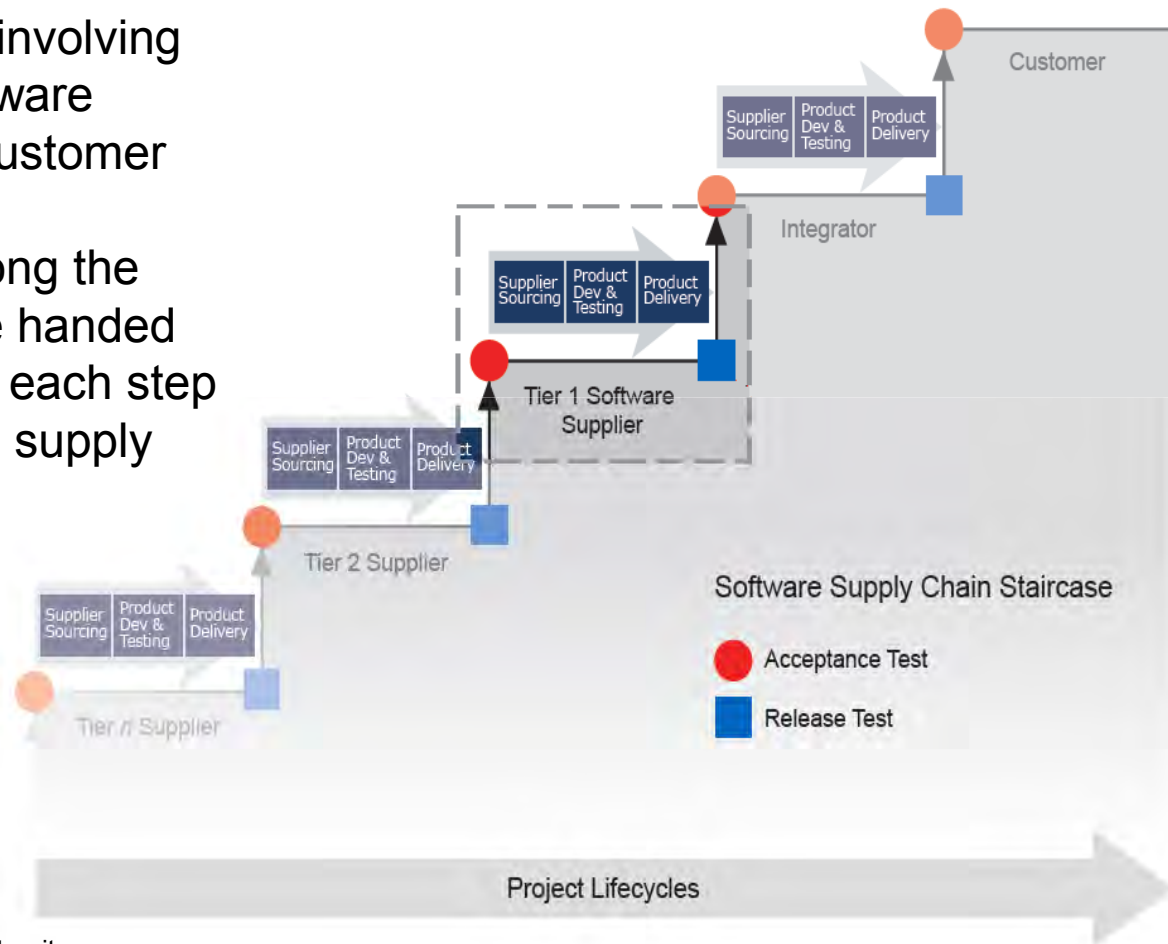 involving
ware
ustomer
ong the
handed
each step
supply
Customer
Supplier
Sourcing
Product
Dev &
Testing
Product
Delivery
Integrator
Supplier
Sourcing
Product
Dev &
Testing
Product
Delivery
Tier 1 Software
Supplier
Supplier
Sourcing
Product
Dev &
Testing
Product
Delivery
Tier 2 Supplier
Supplier
Sourcing
Product
Dev &
Testing
Product
Delivery
Tier n Supplier
Software Supply Chain Staircase
Acceptance Test
Release Test
Project Lifecycles